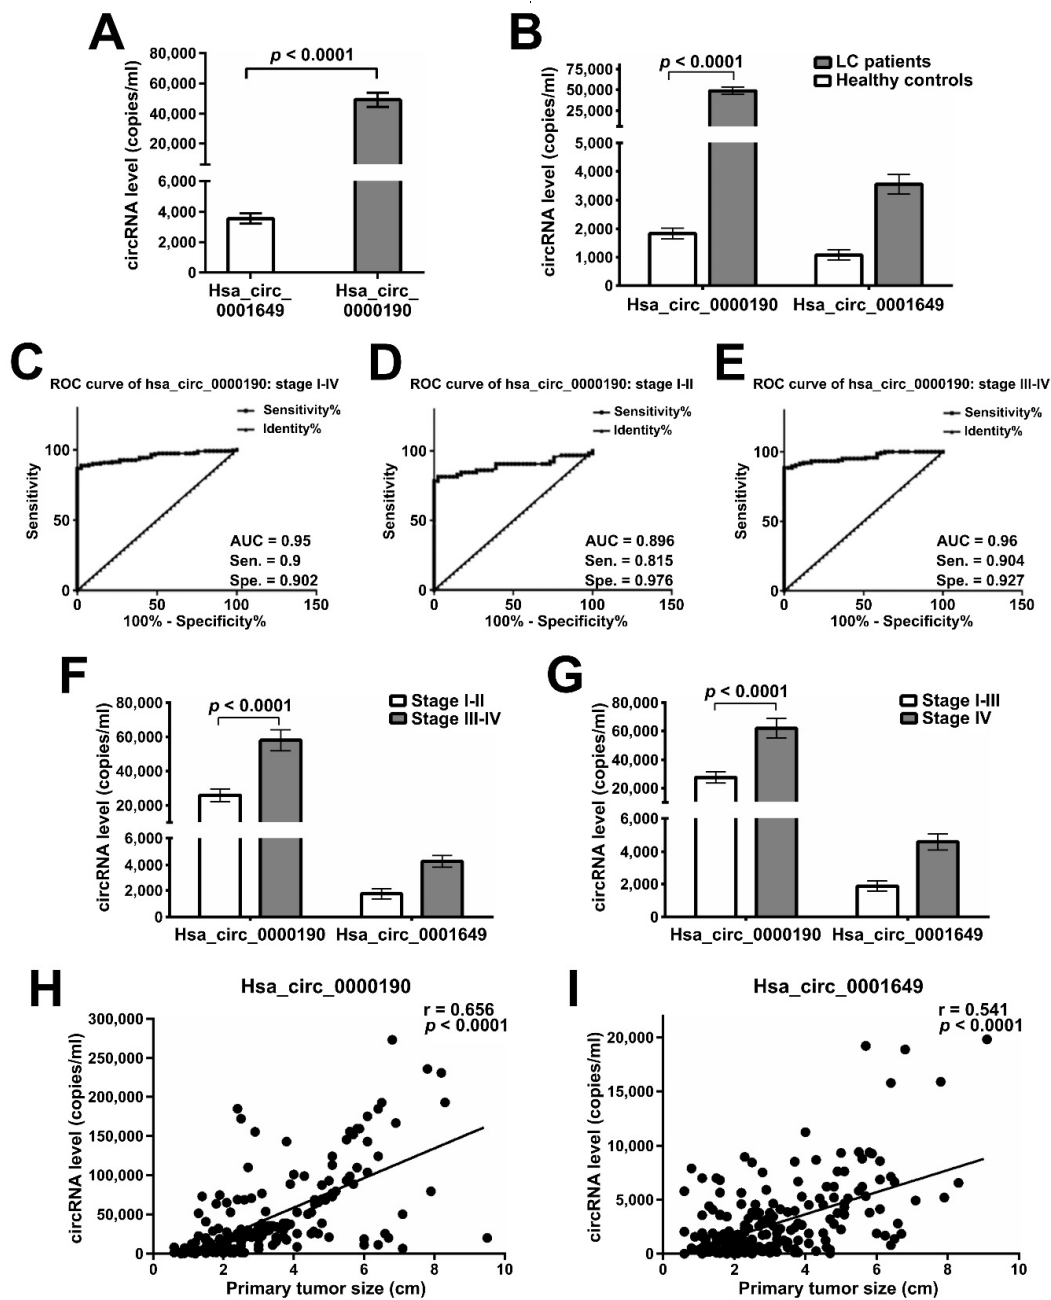 A
circRNA level (copies/ml)
80,000
60,000
40,000
20,000
6,000
4,000
2,000
0
p < 0.0001
Hsa_circ_
0001649
Hsa_circ_
0000190
B
circRNA level (copies/ml)
75,000
50,000
25,000
5,000
4,000
3,000
2,000
1,000
0
p < 0.0001
LC patients
Healthy controls
Hsa_circ_0000190
Hsa_circ_0001649
C
ROC curve of hsa_circ_0000190: stage I-IV
Sensitivity%
Identity%
Sensitivity
100
50
0
AUC = 0.95
Sen. = 0.9
Spe. = 0.902
0 50 100 150
100% - Specificity%
D
ROC curve of hsa_circ_0000190: stage I-II
Sensitivity%
Identity%
Sensitivity
100
50
0
AUC = 0.896
Sen. = 0.815
Spe. = 0.976
0 50 100 150
100% - Specificity%
E
ROC curve of hsa_circ_0000190: stage III-IV
Sensitivity%
Identity%
Sensitivity
100
50
0
AUC = 0.96
Sen. = 0.904
Spe. = 0.927
0 50 100 150
100% - Specificity%
F
circRNA level (copies/ml)
80,000
60,000
40,000
20,000
6,000
4,000
2,000
0
p < 0.0001
Stage I-II
Stage III-IV
Hsa_circ_0000190
Hsa_circ_0001649
G
circRNA level (copies/ml)
80,000
60,000
40,000
20,000
6,000
4,000
2,000
0
p < 0.0001
Stage I-III
Stage IV
Hsa_circ_0000190
Hsa_circ_0001649
H
Hsa_circ_0000190
r = 0.656
p < 0.0001
circRNA level (copies/ml)
300,000
250,000
200,000
150,000
100,000
50,000
0
0 2 4 6 8 10
Primary tumor size (cm)
I
Hsa_circ_0001649
r = 0.541
p < 0.0001
circRNA level (copies/ml)
20,000
15,000
10,000
5,000
0
0 2 4 6 8 10
Primary tumor size (cm)